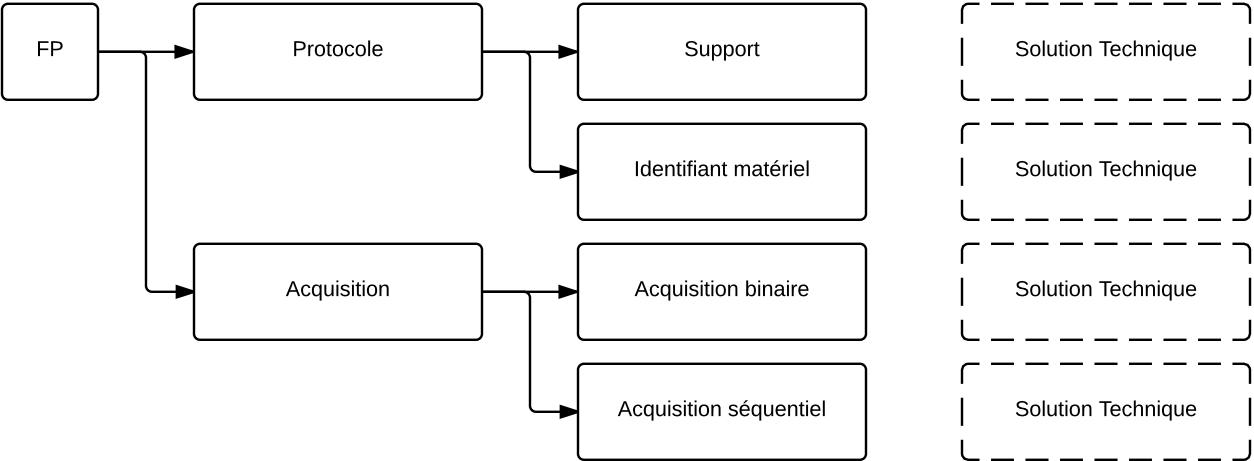 FP
Protocole
Support
Solution Technique
Identifiant matériel
Solution Technique
Acquisition
Acquisition binaire
Solution Technique
Acquisition séquentiel
Solution Technique